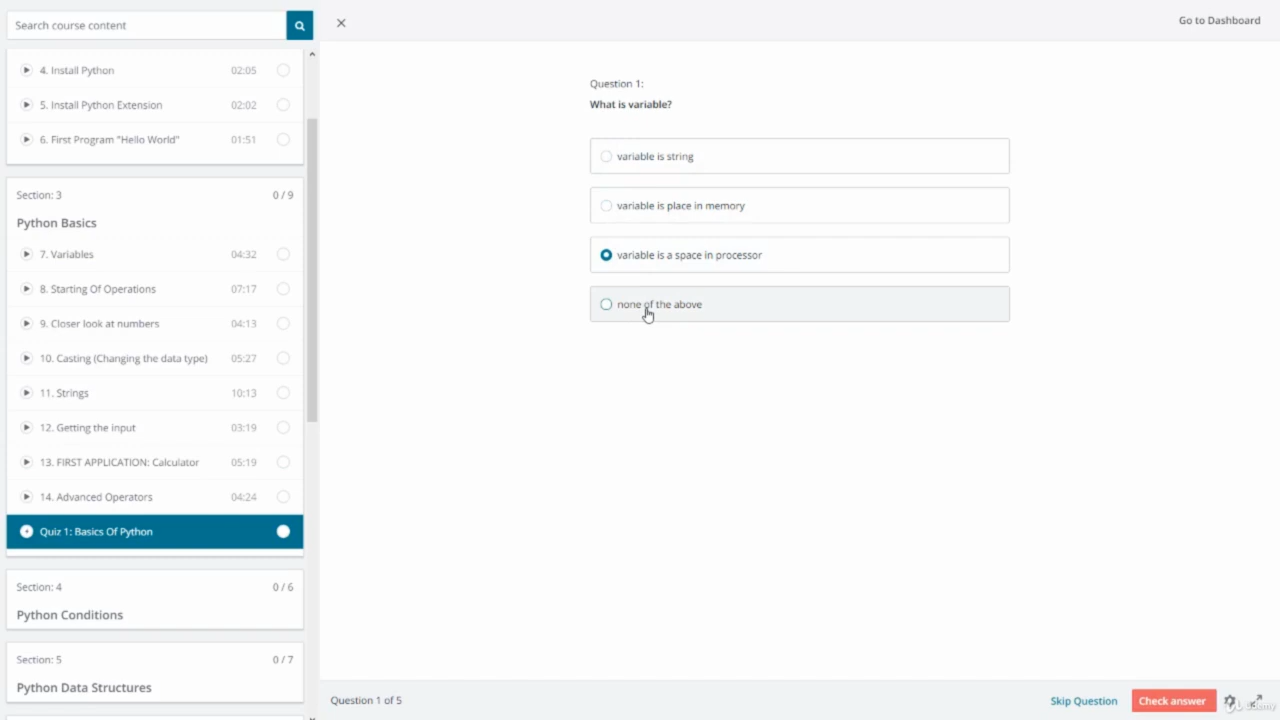 Search course content
4. Install Python 02:05
5. Install Python Extension 02:02
6. First Program "Hello World" 01:51
Section: 3 0 / 9
Python Basics
7. Variables 04:32
8. Starting Of Operations 07:17
9. Closer look at numbers 04:13
10. Casting (Changing the data type) 05:27
11. Strings 10:13
12. Getting the input 03:19
13. FIRST APPLICATION: Calculator 05:19
14. Advanced Operators 04:24
Quiz 1: Basics Of Python
Section: 4 0 / 6
Python Conditions
Section: 5 0 / 7
Python Data Structures
Go to Dashboard
Question 1:
What is variable?
variable is string
variable is place in memory
variable is a space in processor
none of the above
Question 1 of 5
Skip Question
Check answer
udemy